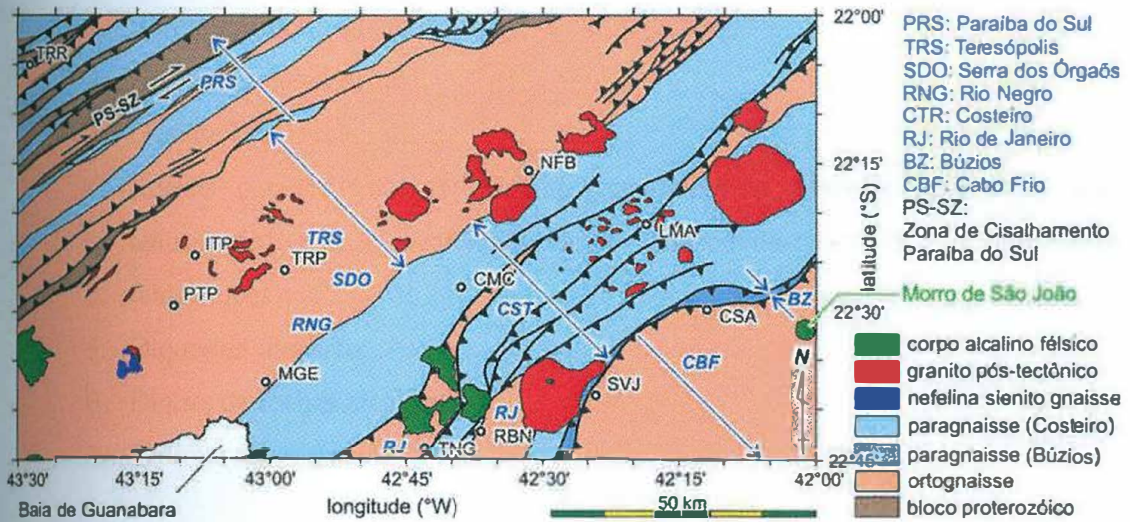 TRR
PRS
PS-SZ
NFB
ITP
TRS
TRP
PTP
SDO
RNG
MGE
CMC
CST
LMA
CSA
BZ
CBF
SVJ
RJ
RBN
RJ
TNG
N
22°00'
22°15'
22°30'
22°45'
latitude (°S)
43°30'
43°15'
43°00'
42°45'
42°30'
42°15'
42°00'
Baia de Guanabara
longitude (°W)
50 km
PRS: Paraíba do Sul
TRS: Teresópolis
SDO: Serra dos Órgaõs
RNG: Rio Negro
CTR: Costeiro
RJ: Rio de Janeiro
BZ: Búzios
CBF: Cabo Frio
PS-SZ:
Zona de Cisalhamento
Paraíba do Sul
Morro de São João
corpo alcalino félsico
granito pós-tectônico
nefelina sienito gnaisse
paragnaisse (Costeiro)
paragnaisse (Búzios)
ortognaisse
bloco proterozóico